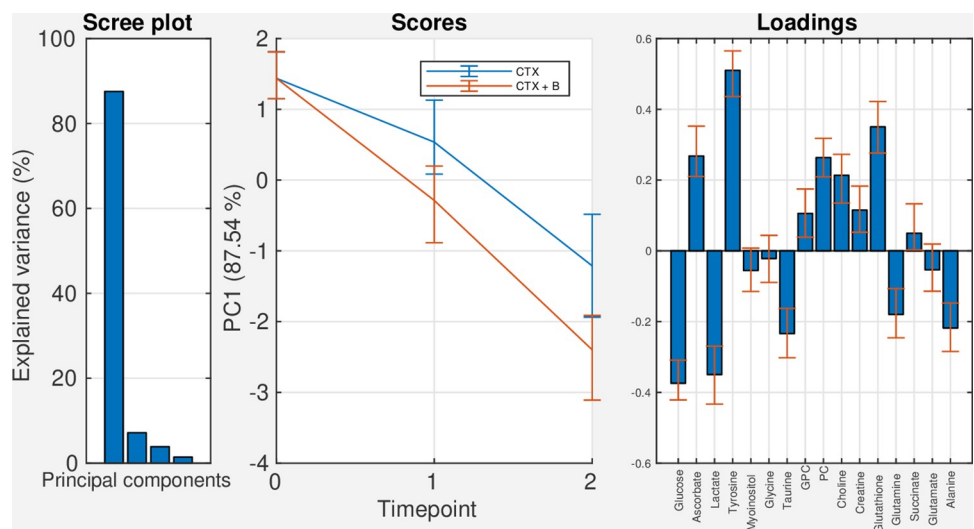 Scree plot
Explained variance (%)
100
80
60
40
20
0
Principal components
Scores
PC1 (87.54 %)
2
1
0
-1
-2
-3
-4
CTX
CTX + B
0
1
2
Timepoint
Loadings
0.6
0.4
0.2
0
-0.2
-0.4
-0.6
Glucose
Ascorbate
Lactate
Tyrosine
Myoinositol
Glycine
Taurine
GPC
PC
Choline
Creatine
Glutathione
Glutamine
Succinate
Glutamate
Alanine